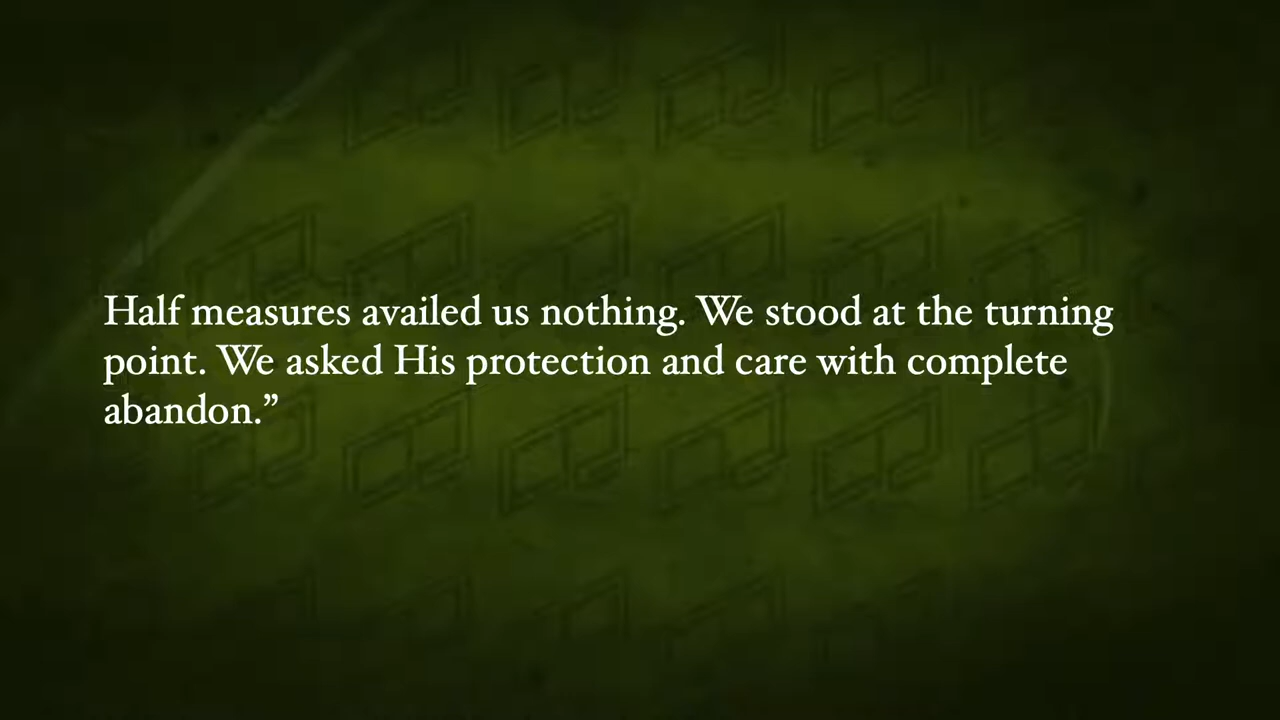 Half measures availed us nothing. We stood at the turning
point. We asked His protection and care with complete
abandon.”